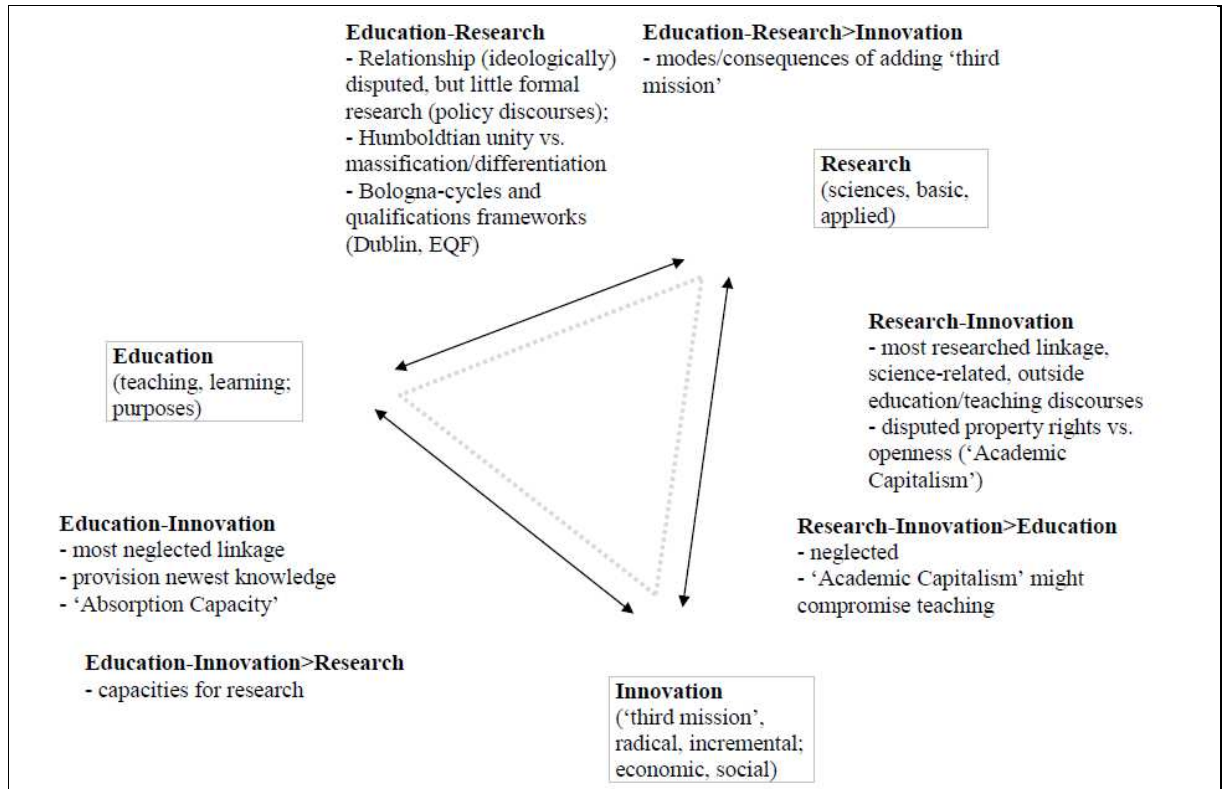 Education-Research
- Relationship (ideologically)
disputed, but little formal
research (policy discourses);
- Humboldtian unity vs.
massification/differentiation
- Bologna-cycles and
qualifications frameworks
(Dublin, EQF)
Education-Research>Innovation
- modes/consequences of adding ‘third
mission’
Research
(sciences, basic,
applied)
Education
(teaching, learning;
purposes)
Research-Innovation
- most researched linkage,
science-related, outside
education/teaching discourses
- disputed property rights vs.
openness (‘Academic
Capitalism’)
Education-Innovation
- most neglected linkage
- provision newest knowledge
- ‘Absorption Capacity’
Research-Innovation>Education
- neglected
- ‘Academic Capitalism’ might
compromise teaching
Education-Innovation>Research
- capacities for research
Innovation
(‘third mission’,
radical, incremental;
economic, social)